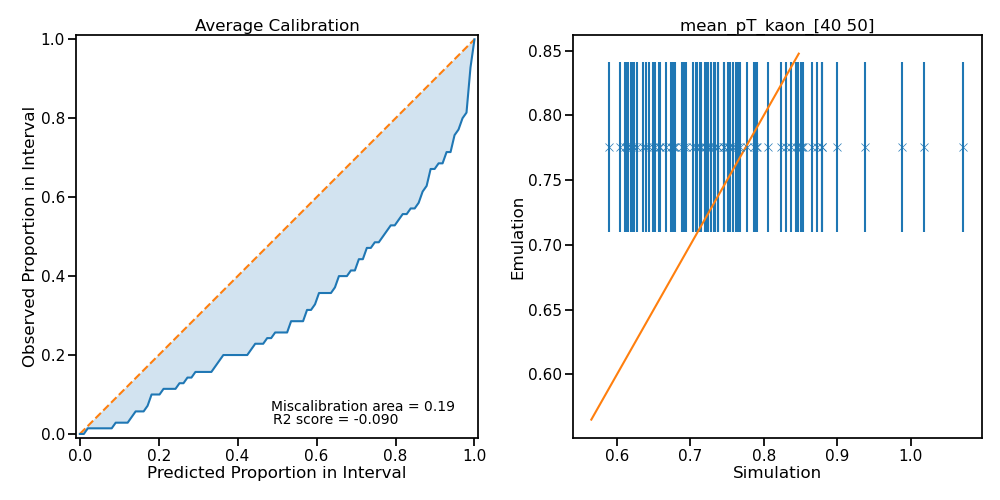 Average Calibration
1.0
0.8
0.6
0.4
0.2
0.0
Observed Proportion in Interval
Miscalibration area = 0.19
R2 score = -0.090
0.0 0.2 0.4 0.6 0.8 1.0
Predicted Proportion in Interval
mean_pT_kaon_[40 50]
0.85
0.80
0.75
0.70
0.65
0.60
Emulation
0.6 0.7 0.8 0.9 1.0
Simulation